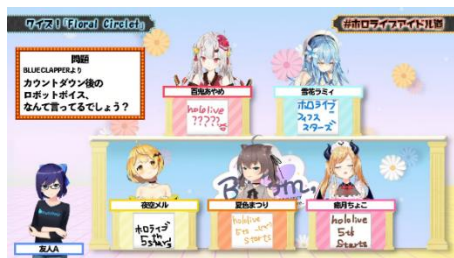 クイズ!『Floral Circlet』
#ホロライブアイドル道
問題
BLUE CLAPPERより
カウントダウン後の
ロボットボイス、
なんて言ってるでしょう？
百鬼あやめ
hololive
?????
雪花ラミィ
ホロライブ
フィフス
スターズ
夜空メル
ホロライブ
5th
stars
夏色まつり
hololive
5th
Starts
癒月ちょこ
hololive
5th
Starts
友人A